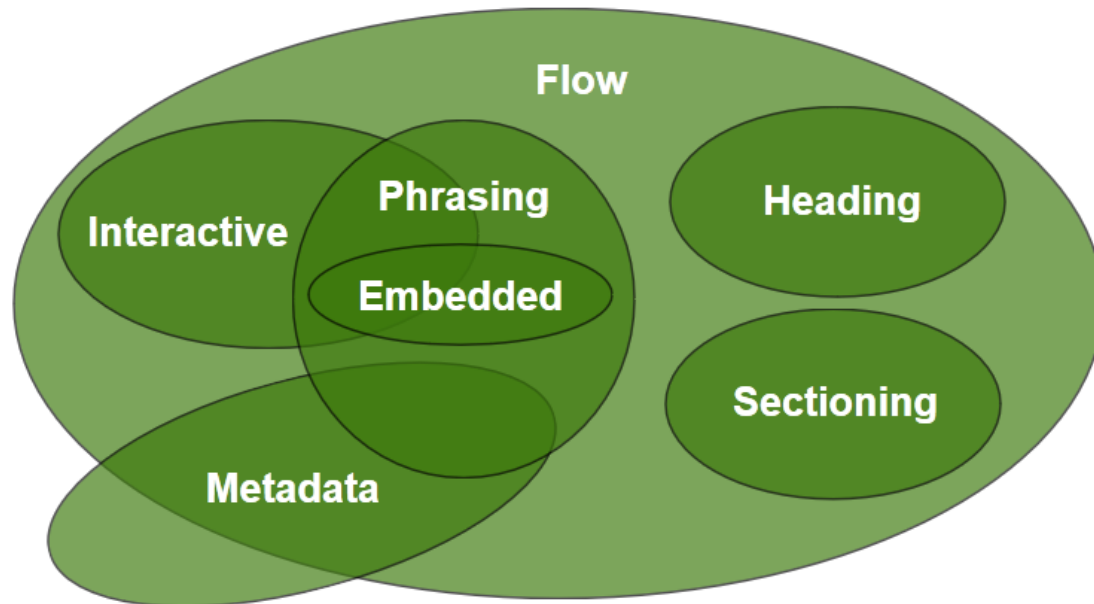 Flow
Phrasing
Heading
Interactive
Embedded
Sectioning
Metadata